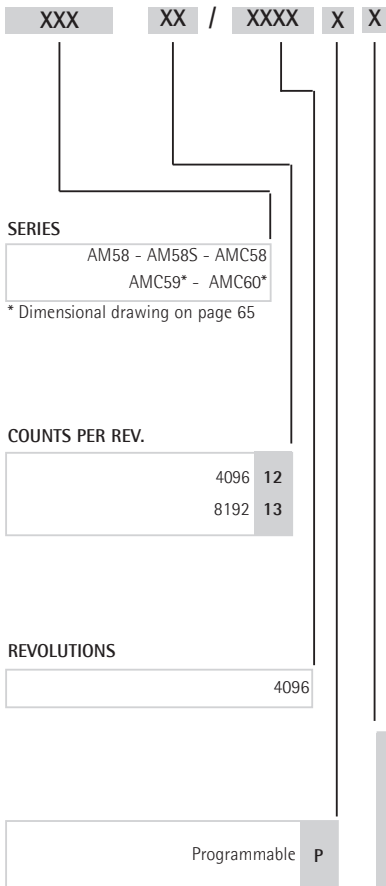 XXX XX / XXXX X X
SERIES
AM58 - AM58S - AMC58
AMC59* - AMC60*
* Dimensional drawing on page 65
COUNTS PER REV.
4096 12
8192 13
REVOLUTIONS
4096
Programmable P